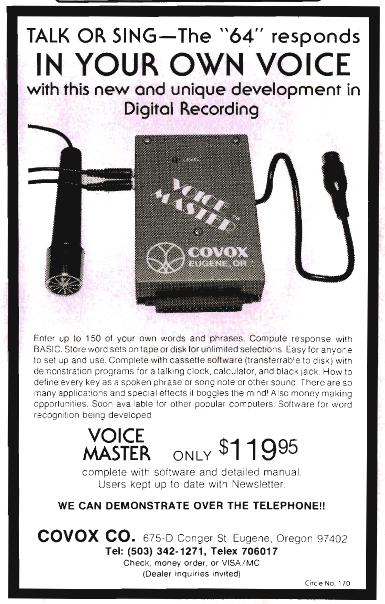 TALK OR SING—The "64" responds
IN YOUR OWN VOICE
with this new and unique development in
Digital Recording
LEVEL
VOICE
MASTER™
COVOX
EUGENE, OR
Enter up to 150 of your own words and phrases. Compute response with
BASIC. Store word sets on tape or disk for unlimited selections. Easy for anyone
to set up and use. Complete with cassette software (transferrable to disk) with
demonstration programs for a talking clock, calculator, and black jack. How to
define every key as a spoken phrase or song note or other sound. There are so
many applications and special effects it boggles the mind! Also money making
opportunities. Soon available for other popular computers. Software for word
recognition being developed
VOICE
MASTER ONLY $119⁹⁵
complete with software and detailed manual.
Users kept up to date with Newsletter.
WE CAN DEMONSTRATE OVER THE TELEPHONE!!
COVOX CO. 675-D Conger St. Eugene, Oregon 97402
Tel: (503) 342-1271, Telex 706017
Check, money order, or VISA/MC
(Dealer inquiries invited)
Circle No. 170